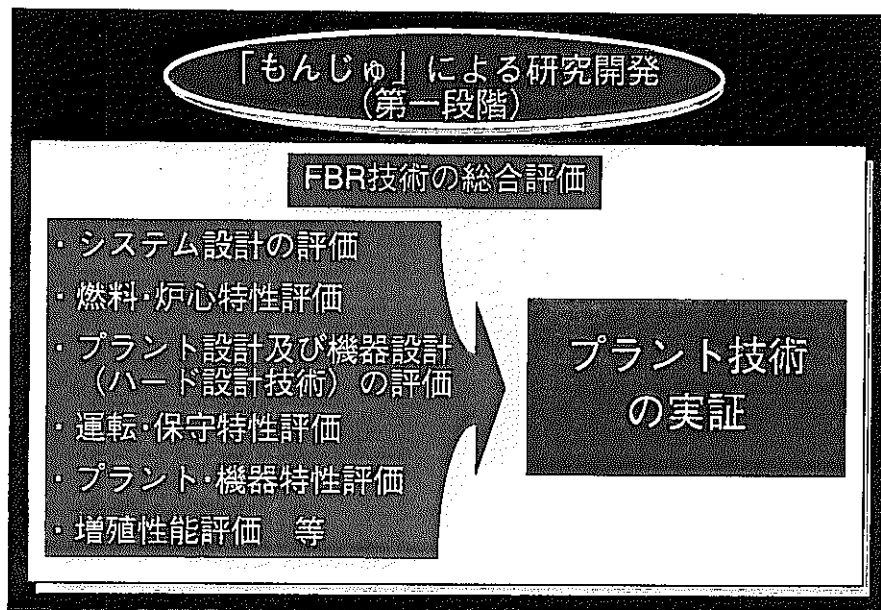 「もんじゅ」による研究開発
(第一段階)
FBR技術の総合評価
・システム設計の評価
・燃料・炉心特性評価
・プラント設計及び機器設計
（ハード設計技術）の評価
・運転・保守特性評価
・プラント・機器特性評価
・増殖性能評価　等
プラント技術
の実証